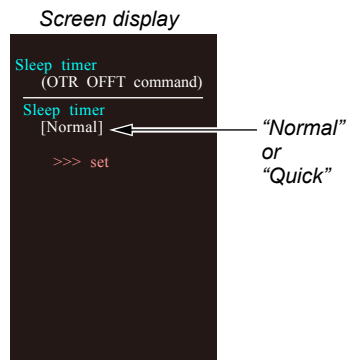 Screen display
Sleep timer
(OTR OFFT command)
Sleep timer
[Normal]
>>> set
“Normal”
or
“Quick”